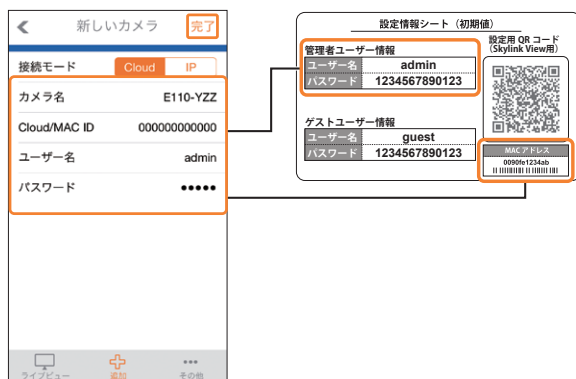 新しいカメラ
完了
接続モード
Cloud
IP
カメラ名
E110-YZZ
Cloud/MAC ID
000000000000
ユーザー名
admin
パスワード
●●●●●
ライブビュー
追加
その他
設定情報シート（初期値）
管理者ユーザー情報
ユーザー名
admin
パスワード
1234567890123
ゲストユーザー情報
ユーザー名
guest
パスワード
1234567890123
設定用 QR コード
(Skylink View用)
MAC アドレス
0090fe1234ab